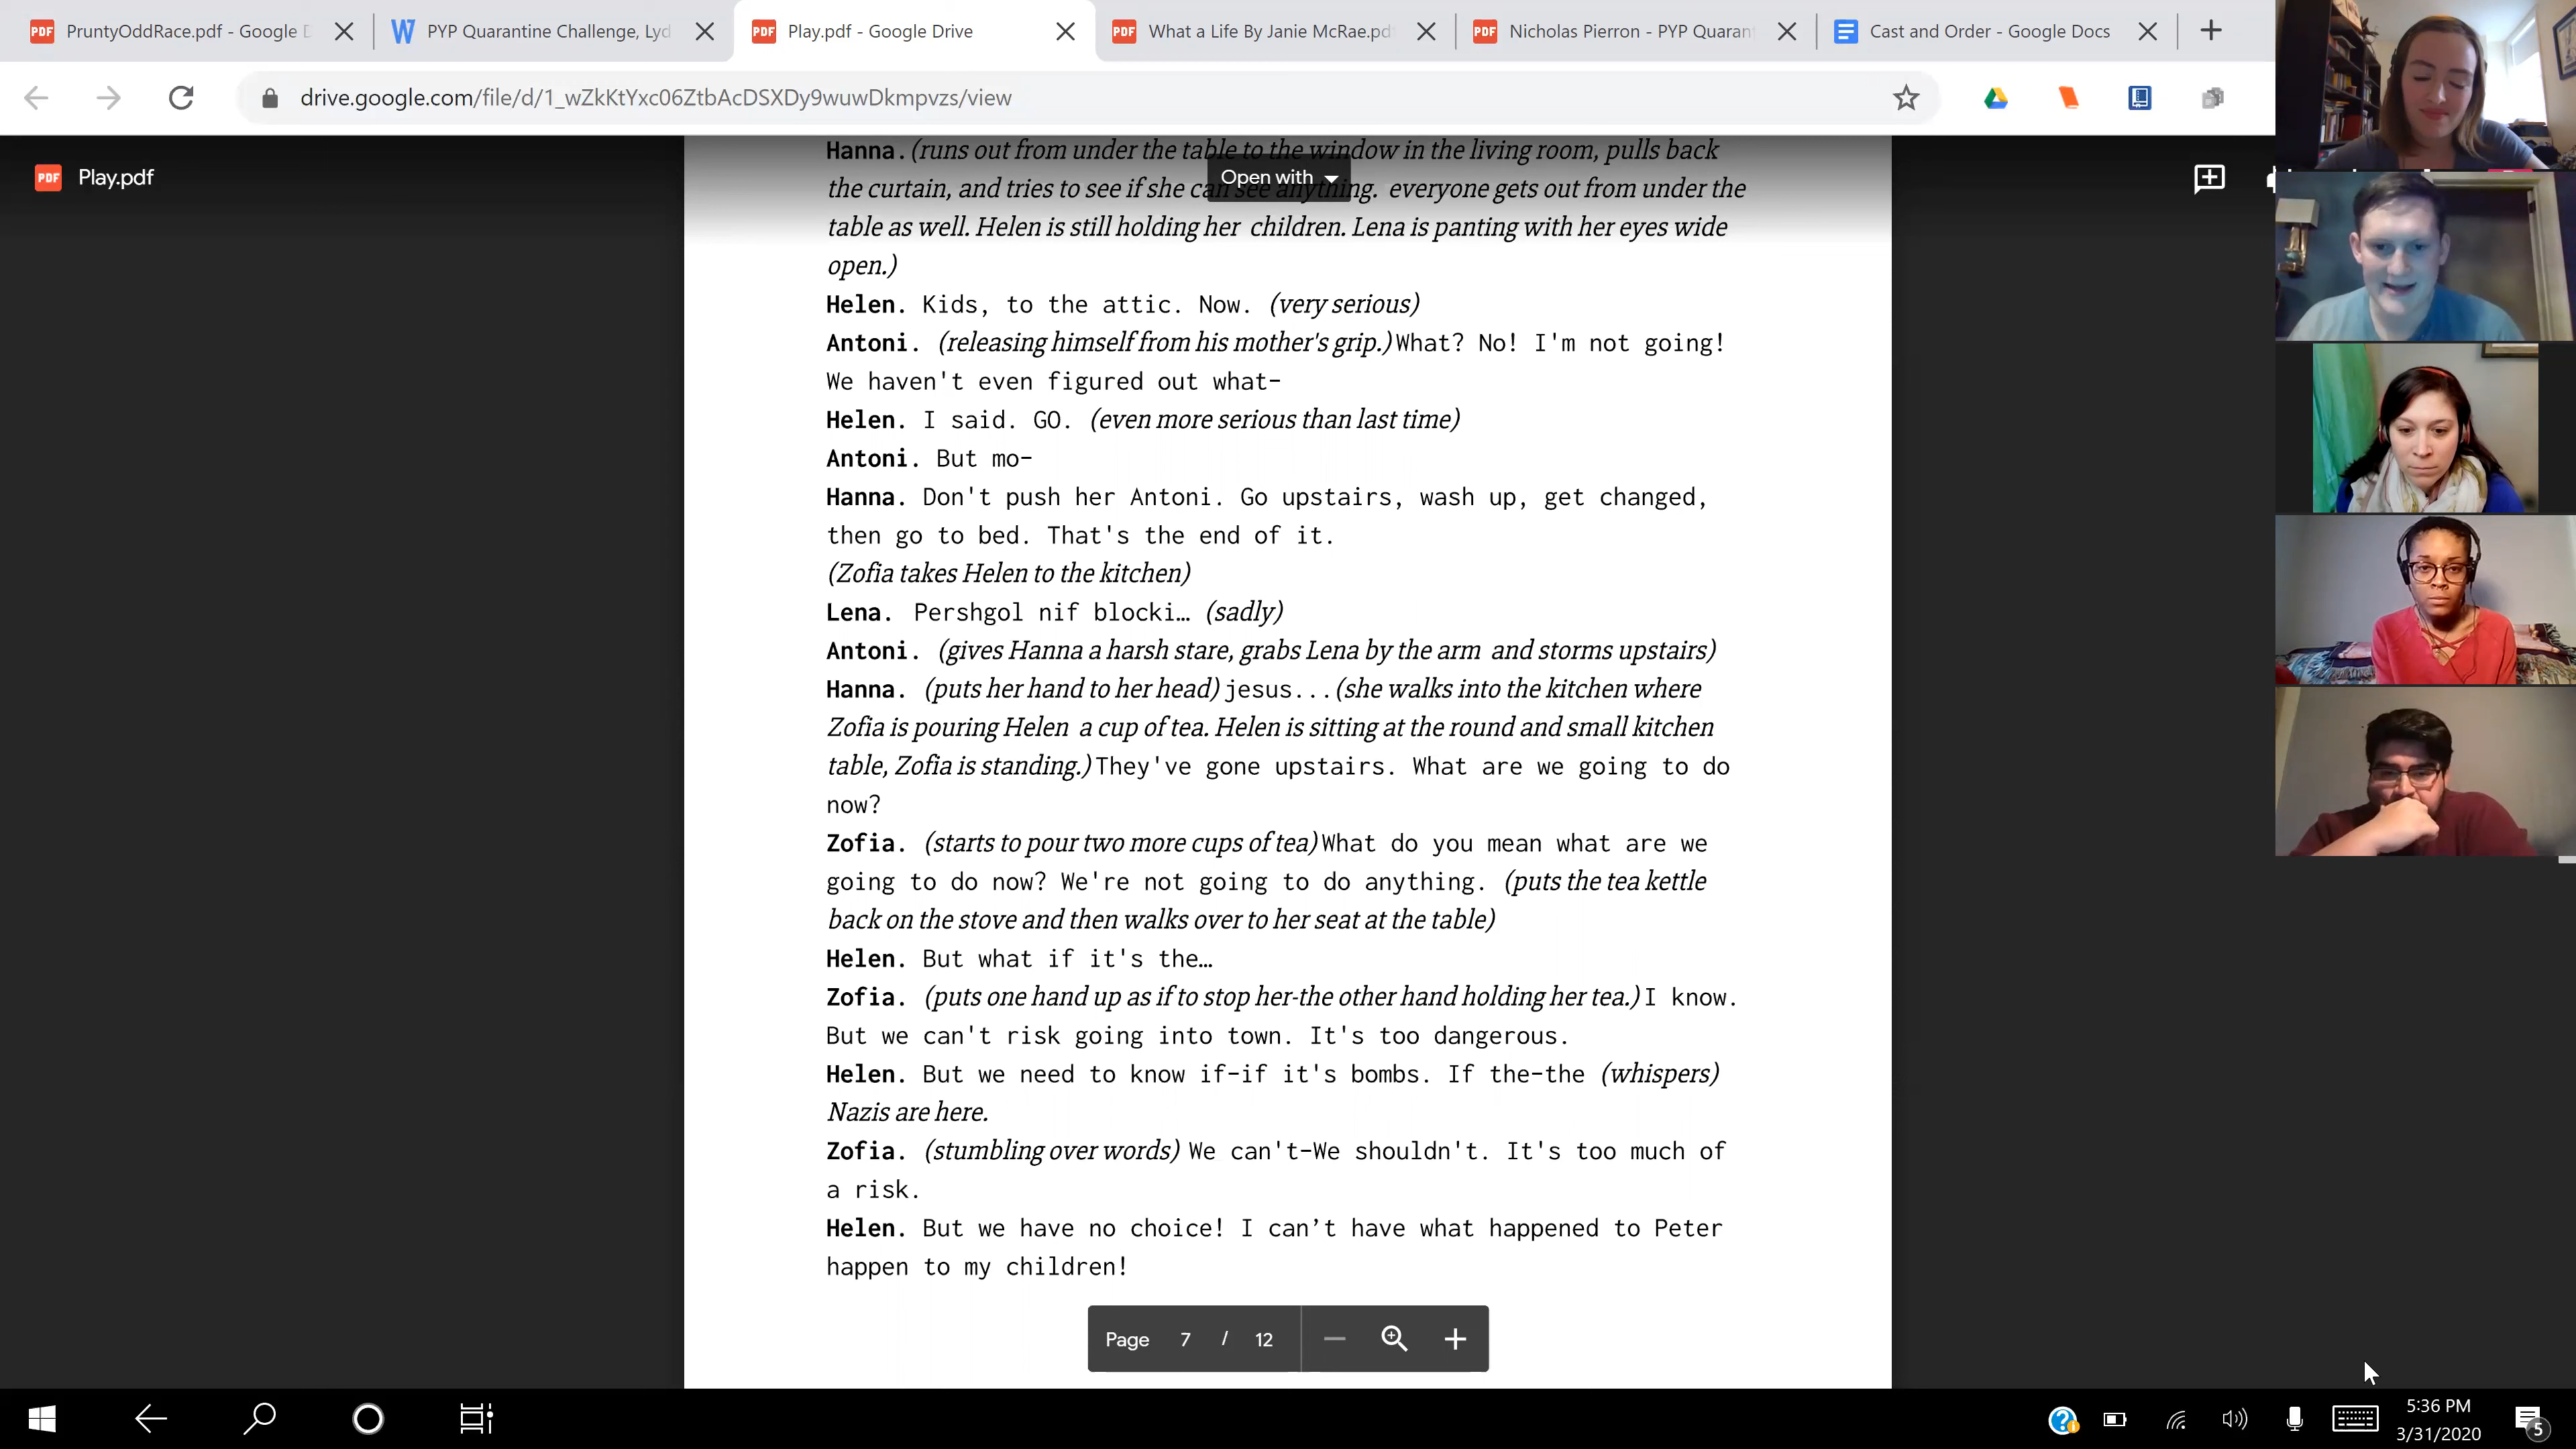 PDF PruntyOddRace.pdf - Google D
W PYP Quarantine Challenge, Lyd
PDF Play.pdf - Google Drive
PDF What a Life By Janie McRae.pd
PDF Nicholas Pierron - PYP Quaran
Cast and Order - Google Docs
drive.google.com/file/d/1_wZkKtYxc06ZtbAcDSXDy9wuwDkmpvzs/view
PDF Play.pdf
Open with
Hanna. (runs out from under the table to the window in the living room, pulls back
the curtain, and tries to see if she can see anything. everyone gets out from under the
table as well. Helen is still holding her children. Lena is panting with her eyes wide
open.)
Helen. Kids, to the attic. Now. (very serious)
Antoni. (releasing himself from his mother's grip.) What? No! I'm not going!
We haven't even figured out what-
Helen. I said. GO. (even more serious than last time)
Antoni. But mo-
Hanna. Don't push her Antoni. Go upstairs, wash up, get changed,
then go to bed. That's the end of it.
(Zofia takes Helen to the kitchen)
Lena. Pershgol nif blocki… (sadly)
Antoni. (gives Hanna a harsh stare, grabs Lena by the arm and storms upstairs)
Hanna. (puts her hand to her head) jesus...(she walks into the kitchen where
Zofia is pouring Helen a cup of tea. Helen is sitting at the round and small kitchen
table, Zofia is standing.) They've gone upstairs. What are we going to do
now?
Zofia. (starts to pour two more cups of tea) What do you mean what are we
going to do now? We're not going to do anything. (puts the tea kettle
back on the stove and then walks over to her seat at the table)
Helen. But what if it's the…
Zofia. (puts one hand up as if to stop her-the other hand holding her tea.) I know.
But we can't risk going into town. It's too dangerous.
Helen. But we need to know if-if it's bombs. If the-the (whispers)
Nazis are here.
Zofia. (stumbling over words) We can't-We shouldn't. It's too much of
a risk.
Helen. But we have no choice! I can’t have what happened to Peter
happen to my children!
Page 7 / 12
5:36 PM
3/31/2020
5